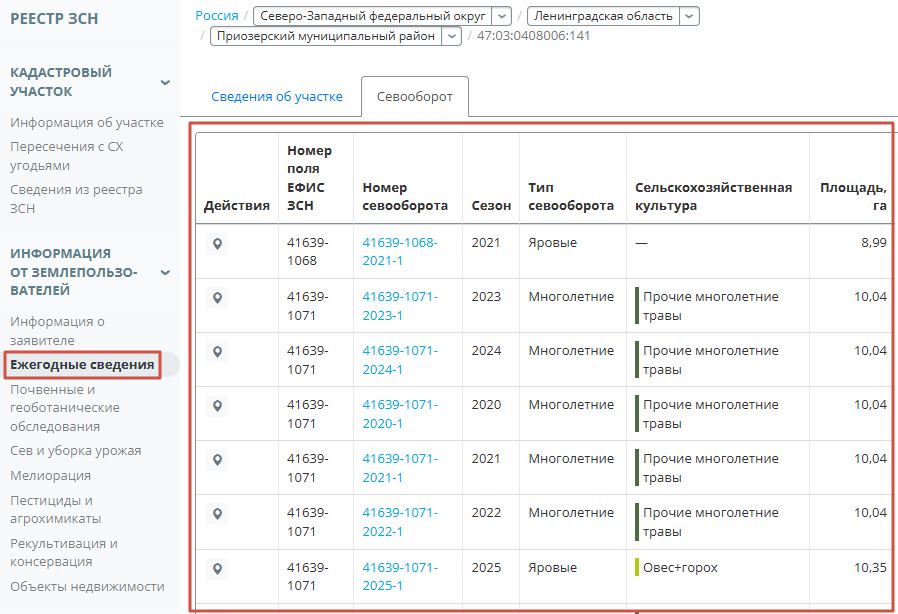 РЕЕСТР ЗСН
КАДАСТРОВЫЙ
УЧАСТОК
Информация об участке
Пересечения с СХ
угодьями
Сведения из реестра
ЗСН
ИНФОРМАЦИЯ
ОТ ЗЕМЛЕПОЛЬЗО-
ВАТЕЛЕЙ
Информация о
заявителе
Ежегодные сведения
Почвенные и
геоботанические
обследования
Сев и уборка урожая
Мелиорация
Пестициды и
агрохимикаты
Рекультивация и
консервация
Объекты недвижимости
Россия / Северо-Западный федеральный округ / Ленинградская область
/ Приозерский муниципальный район / 47:03:0408006:141
Сведения об участке Севооборот
Действия Номер поля ЕФИС ЗСН Номер севооборота Сезон Тип севооборота Сельскохозяйственная культура Площадь, га
41639-1068 41639-1068-2021-1 2021 Яровые — 8,99
41639-1071 41639-1071-2023-1 2023 Многолетние Прочие многолетние травы 10,04
41639-1071 41639-1071-2024-1 2024 Многолетние Прочие многолетние травы 10,04
41639-1071 41639-1071-2020-1 2020 Многолетние Прочие многолетние травы 10,04
41639-1071 41639-1071-2021-1 2021 Многолетние Прочие многолетние травы 10,04
41639-1071 41639-1071-2022-1 2022 Многолетние Прочие многолетние травы 10,04
41639-1071 41639-1071-2025-1 2025 Яровые Овес+горох 10,35